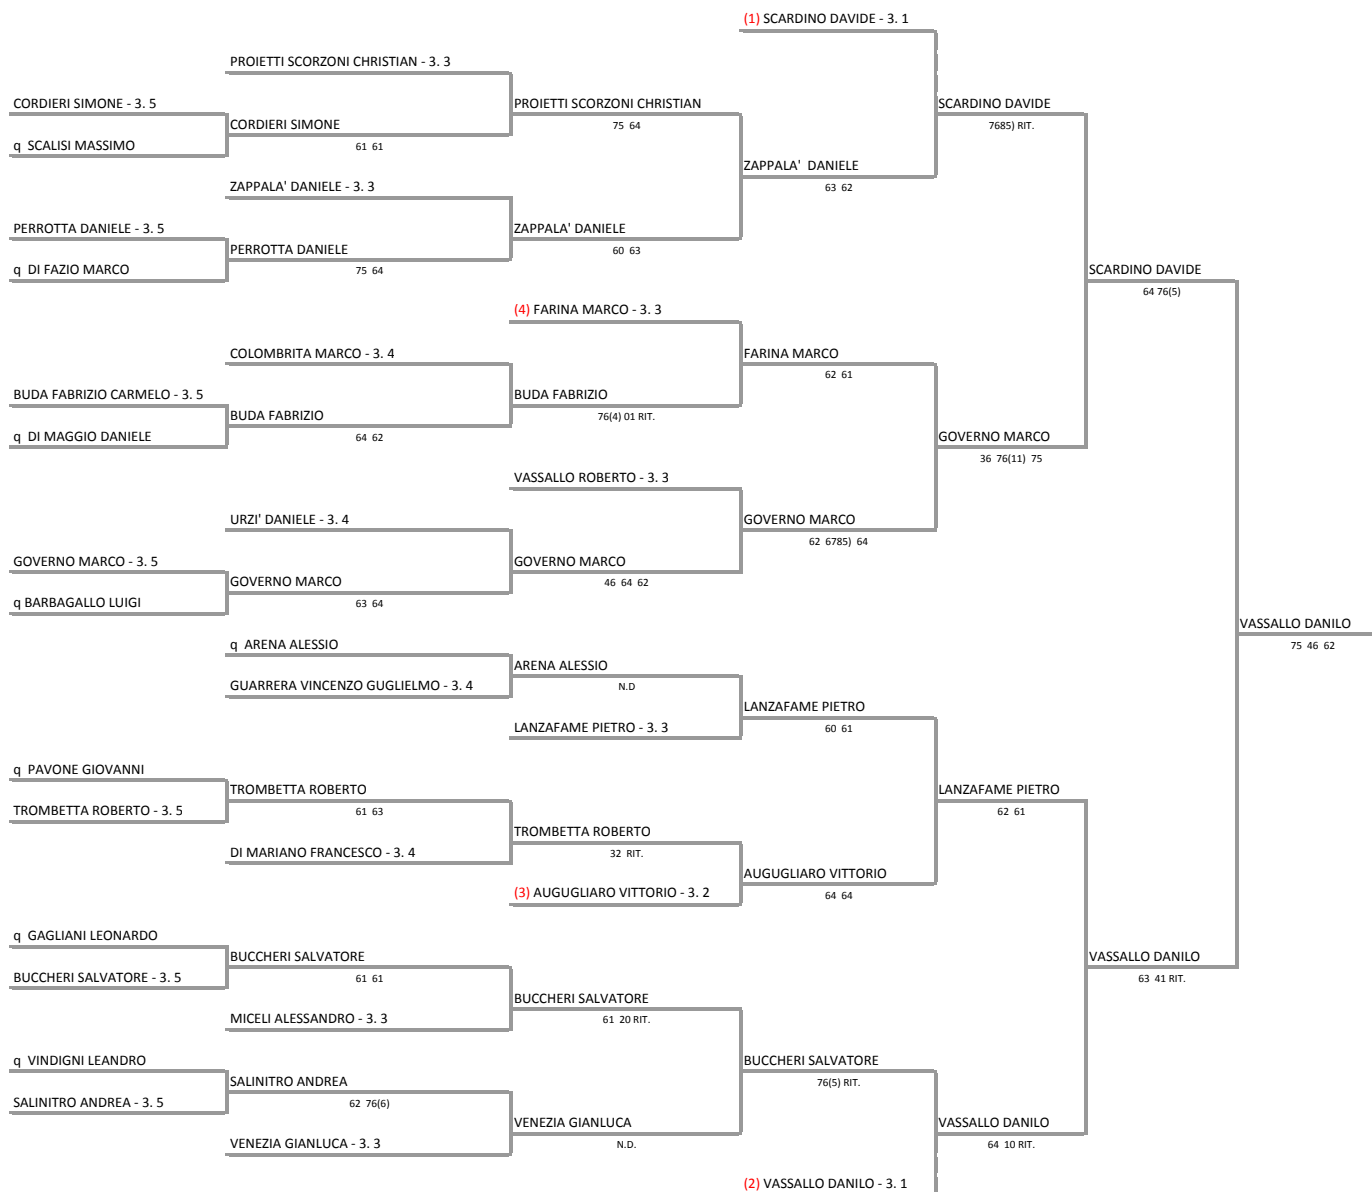 (1) SCARDINO DAVIDE - 3. 1
PROIETTI SCORZONI CHRISTIAN - 3. 3
CORDIERI SIMONE - 3. 5
PROIETTI SCORZONI CHRISTIAN
SCARDINO DAVIDE
CORDIERI SIMONE
75 64
7685) RIT.
q SCALISI MASSIMO
61 61
ZAPPALA' DANIELE
ZAPPALA' DANIELE - 3. 3
63 62
PERROTTA DANIELE - 3. 5
ZAPPALA' DANIELE
PERROTTA DANIELE
60 63
q DI FAZIO MARCO
75 64
SCARDINO DAVIDE
64 76(5)
(4) FARINA MARCO - 3. 3
COLOMBRITA MARCO - 3. 4
FARINA MARCO
62 61
BUDA FABRIZIO CARMELO - 3. 5
BUDA FABRIZIO
BUDA FABRIZIO
76(4) 01 RIT.
q DI MAGGIO DANIELE
64 62
GOVERNO MARCO
36 76(11) 75
VASSALLO ROBERTO - 3. 3
URZI' DANIELE - 3. 4
GOVERNO MARCO
62 6785) 64
GOVERNO MARCO - 3. 5
GOVERNO MARCO
GOVERNO MARCO
46 64 62
q BARBAGALLO LUIGI
63 64
VASSALLO DANILO
75 46 62
q ARENA ALESSIO
ARENA ALESSIO
GUARRERA VINCENZO GUGLIELMO - 3. 4
N.D
LANZAFAME PIETRO
LANZAFAME PIETRO - 3. 3
60 61
q PAVONE GIOVANNI
TROMBETTA ROBERTO
LANZAFAME PIETRO
TROMBETTA ROBERTO - 3. 5
61 63
62 61
TROMBETTA ROBERTO
DI MARIANO FRANCESCO - 3. 4
32 RIT.
AUGUGLIARO VITTORIO
(3) AUGUGLIARO VITTORIO - 3. 2
64 64
q GAGLIANI LEONARDO
BUCCHERI SALVATORE
VASSALLO DANILO
BUCCHERI SALVATORE - 3. 5
61 61
63 41 RIT.
BUCCHERI SALVATORE
MICELI ALESSANDRO - 3. 3
61 20 RIT.
q VINDIGNI LEANDRO
BUCCHERI SALVATORE
SALINITRO ANDREA
76(5) RIT.
SALINITRO ANDREA - 3. 5
62 76(6)
VENEZIA GIANLUCA
VASSALLO DANILO
VENEZIA GIANLUCA - 3. 3
N.D.
64 10 RIT.
(2) VASSALLO DANILO - 3. 1